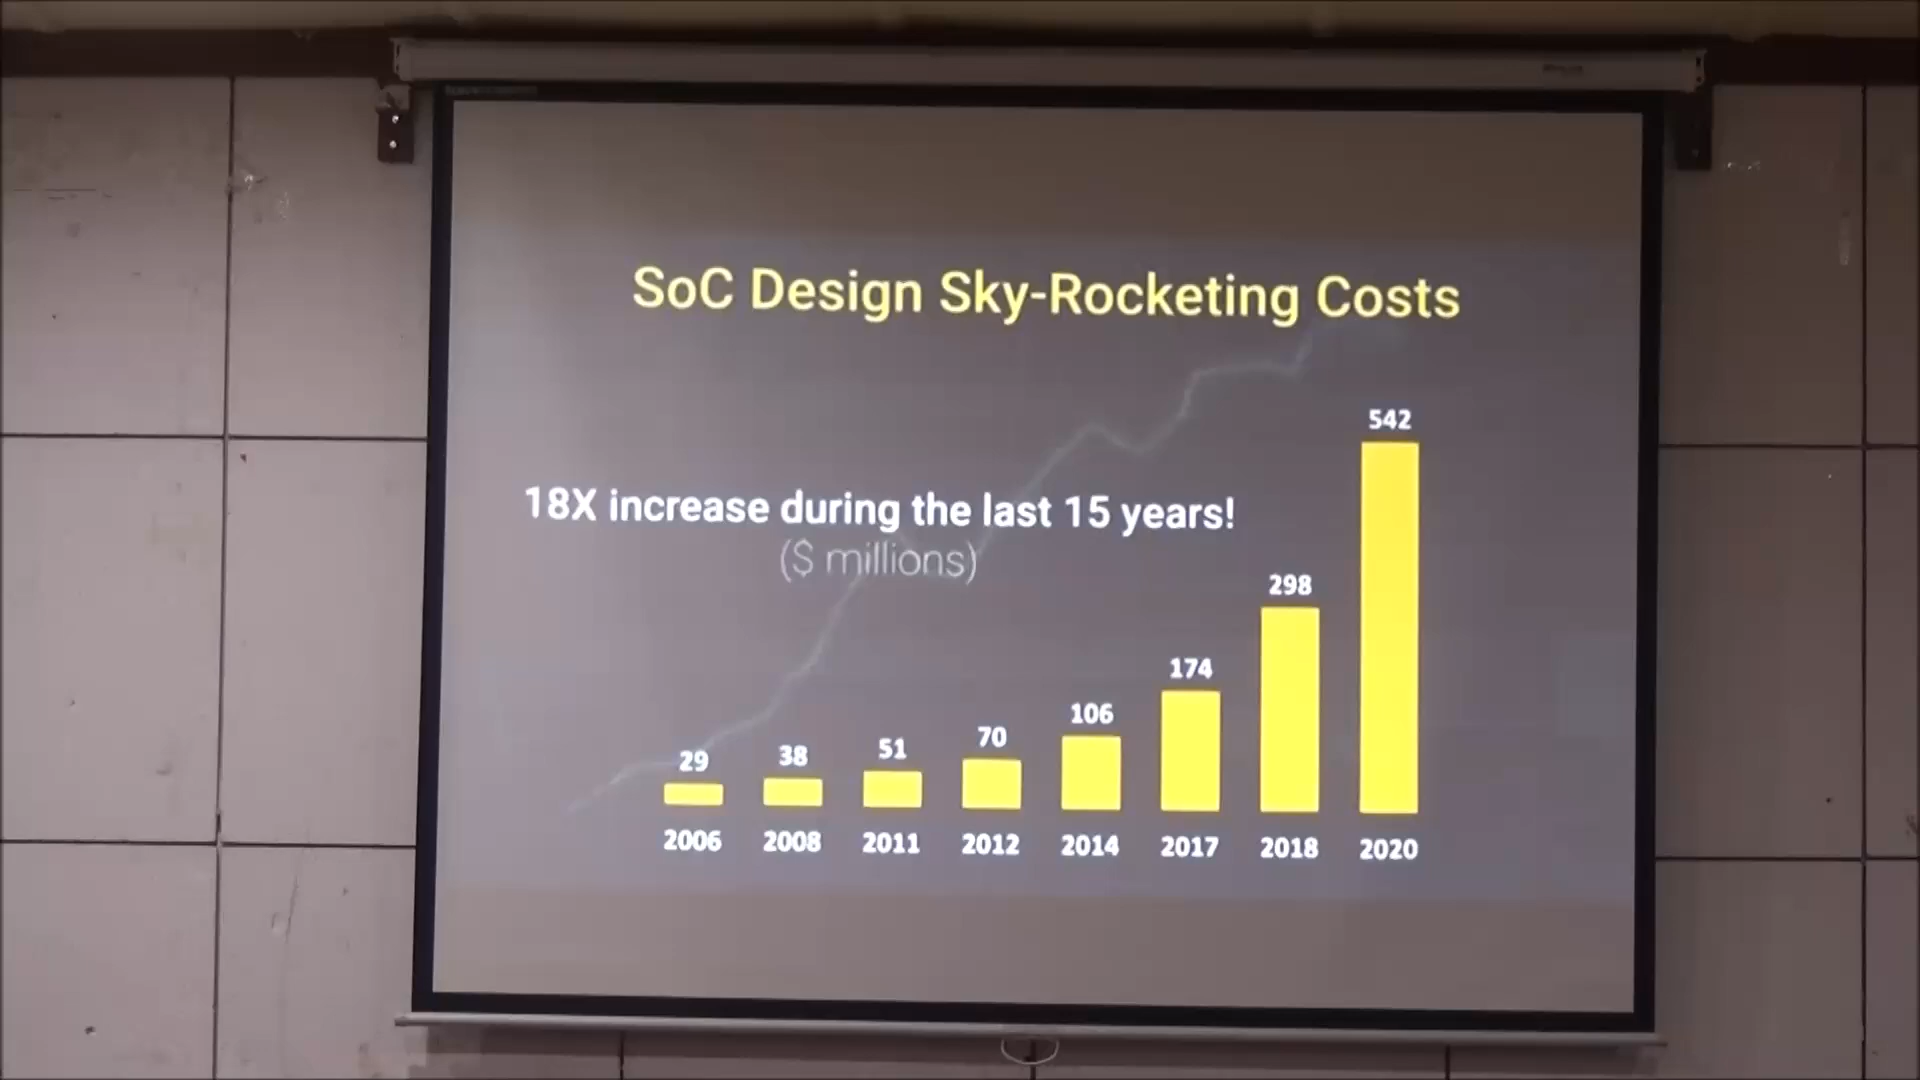 SoC Design Sky-Rocketing Costs
18X increase during the last 15 years!
($ millions)
29 38 51 70 106 174 298 542
2006 2008 2011 2012 2014 2017 2018 2020